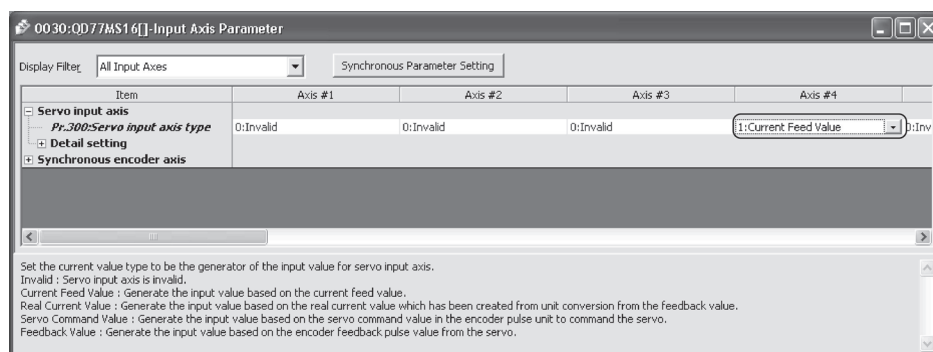 0030:QD77MS16[]-Input Axis Parameter
Display Filter All Input Axes Synchronous Parameter Setting
Item Axis #1 Axis #2 Axis #3 Axis #4
Servo input axis
Pr.300:Servo input axis type 0:Invalid 0:Invalid 0:Invalid 1:Current Feed Value 0:Inv
Detail setting
Synchronous encoder axis
Set the current value type to be the generator of the input value for servo input axis.
Invalid : Servo input axis is invalid.
Current Feed Value : Generate the input value based on the current feed value.
Real Current Value : Generate the input value based on the real current value which has been created from unit conversion from the feedback value.
Servo Command Value : Generate the input value based on the servo command value in the encoder pulse unit to command the servo.
Feedback Value : Generate the input value based on the encoder feedback pulse value from the servo.